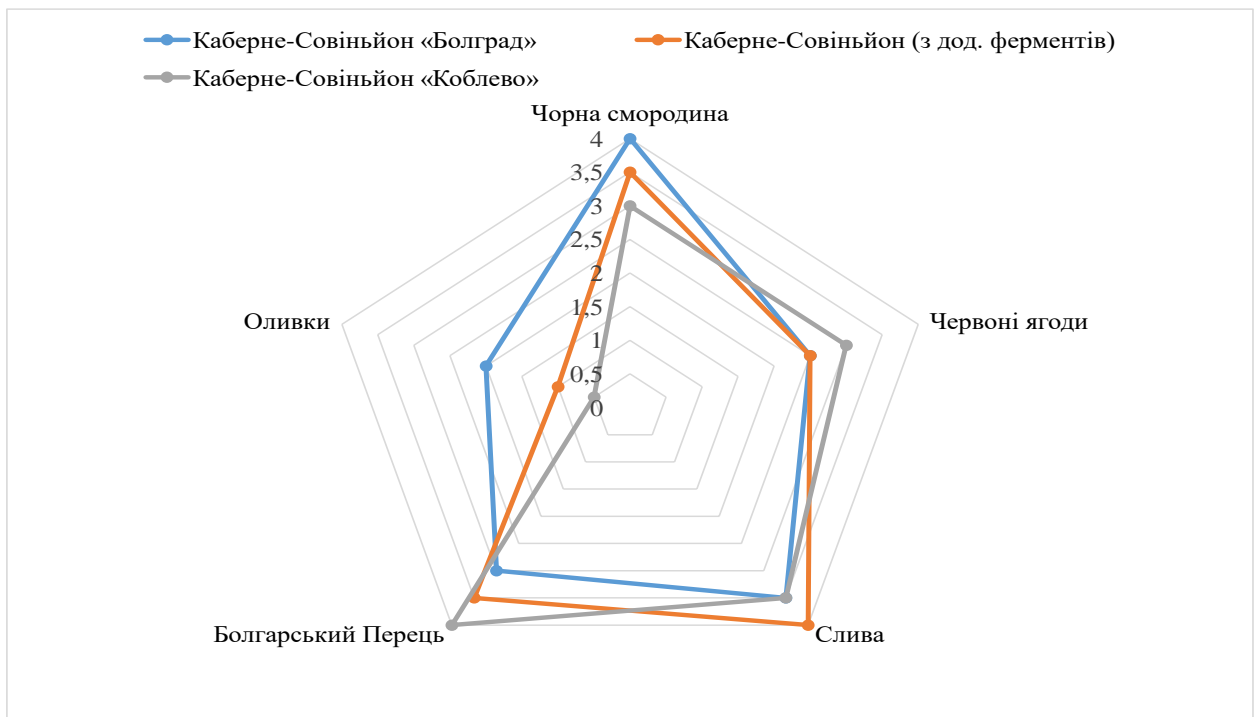 Каберне-Совіньйон «Болград»
Каберне-Совіньйон (з дод. ферментів)
Каберне-Совіньйон «Коблево»
Чорна смородина
4
3,5
3
2,5
2
1,5
1
0,5
0
Оливки
Червоні ягоди
Болгарський Перець
Слива